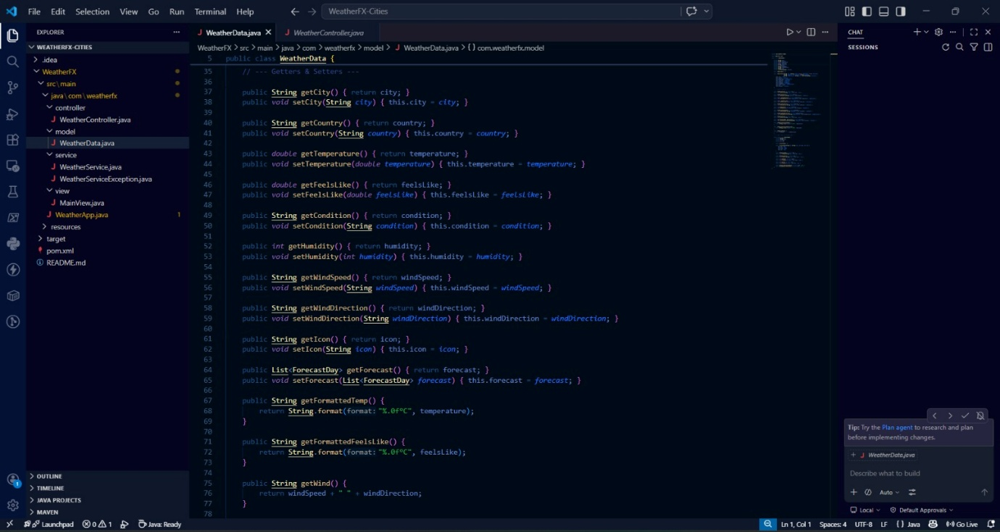 File Edit Selection View Go Run Terminal Help
WeatherFX-Cities
EXPLORER
WEATHERFX-CITIES
.idea
WeatherFX
src\main
java\com\weatherfx
controller
WeatherController.java
model
WeatherData.java
service
WeatherService.java
WeatherServiceException.java
view
MainView.java
WeatherApp.java 1
resources
target
pom.xml
README.md
OUTLINE
TIMELINE
JAVA PROJECTS
MAVEN
WeatherData.java
WeatherController.java
WeatherFX > src > main > java > com > weatherfx > model > WeatherData.java > {} com.weatherfx.model
5 public class WeatherData {
35 // --- Getters & Setters ---
36
37 public String getCity() { return city; }
38 public void setCity(String city) { this.city = city; }
39
40 public String getCountry() { return country; }
41 public void setCountry(String country) { this.country = country; }
42
43 public double getTemperature() { return temperature; }
44 public void setTemperature(double temperature) { this.temperature = temperature; }
45
46 public double getFeelsLike() { return feelsLike; }
47 public void setFeelsLike(double feelsLike) { this.feelsLike = feelsLike; }
48
49 public String getCondition() { return condition; }
50 public void setCondition(String condition) { this.condition = condition; }
51
52 public int getHumidity() { return humidity; }
53 public void setHumidity(int humidity) { this.humidity = humidity; }
54
55 public String getWindSpeed() { return windSpeed; }
56 public void setWindSpeed(String windSpeed) { this.windSpeed = windSpeed; }
57
58 public String getWindDirection() { return windDirection; }
59 public void setWindDirection(String windDirection) { this.windDirection = windDirection; }
60
61 public String getIcon() { return icon; }
62 public void setIcon(String icon) { this.icon = icon; }
63
64 public List<ForecastDay> getForecast() { return forecast; }
65 public void setForecast(List<ForecastDay> forecast) { this.forecast = forecast; }
66
67 public String getFormattedTemp() {
68 return String.format(format:"%.0f°C", temperature);
69 }
70
71 public String getFormattedFeelsLike() {
72 return String.format(format:"%.0f°C", feelsLike);
73 }
74
75 public String getWind() {
76 return windSpeed + " " + windDirection;
77 }
78
CHAT
SESSIONS
Tip: Try the Plan agent to research and plan
before implementing changes.
WeatherData.java
Describe what to build
Auto
Local Default Approvals
Launchpad 0 1 Java: Ready
Ln 1, Col 1 Spaces: 4 UTF-8 LF {} Java Go Live